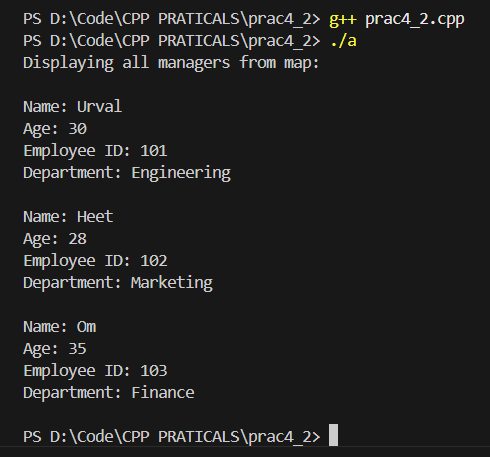 PS D:\Code\CPP PRATICALS\prac4_2> g++ prac4_2.cpp
PS D:\Code\CPP PRATICALS\prac4_2> ./a
Displaying all managers from map:

Name: Urval
Age: 30
Employee ID: 101
Department: Engineering

Name: Heet
Age: 28
Employee ID: 102
Department: Marketing

Name: Om
Age: 35
Employee ID: 103
Department: Finance

PS D:\Code\CPP PRATICALS\prac4_2>